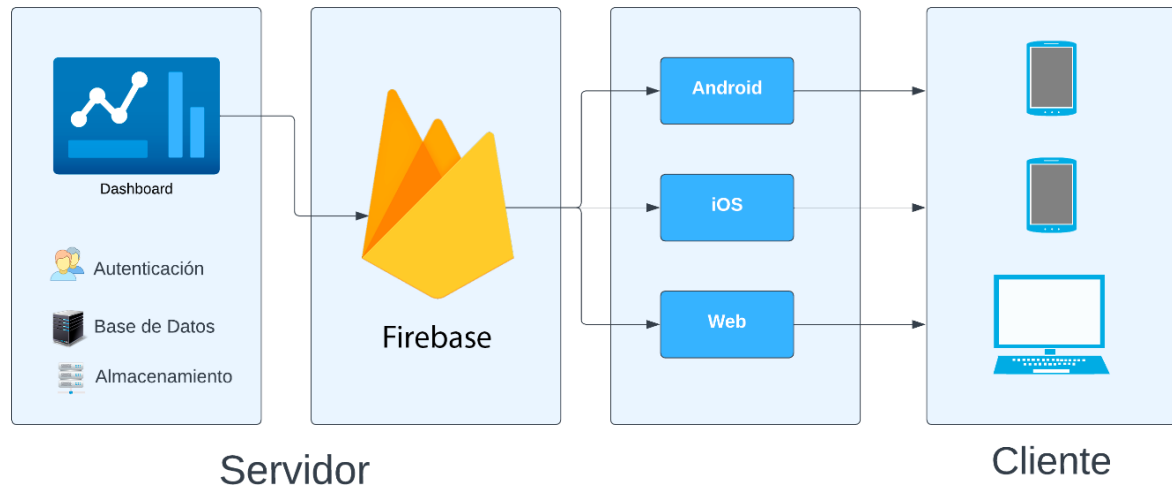 Dashboard
Autenticación
Base de Datos
Almacenamiento
Firebase
Android
iOS
Web
Servidor
Cliente